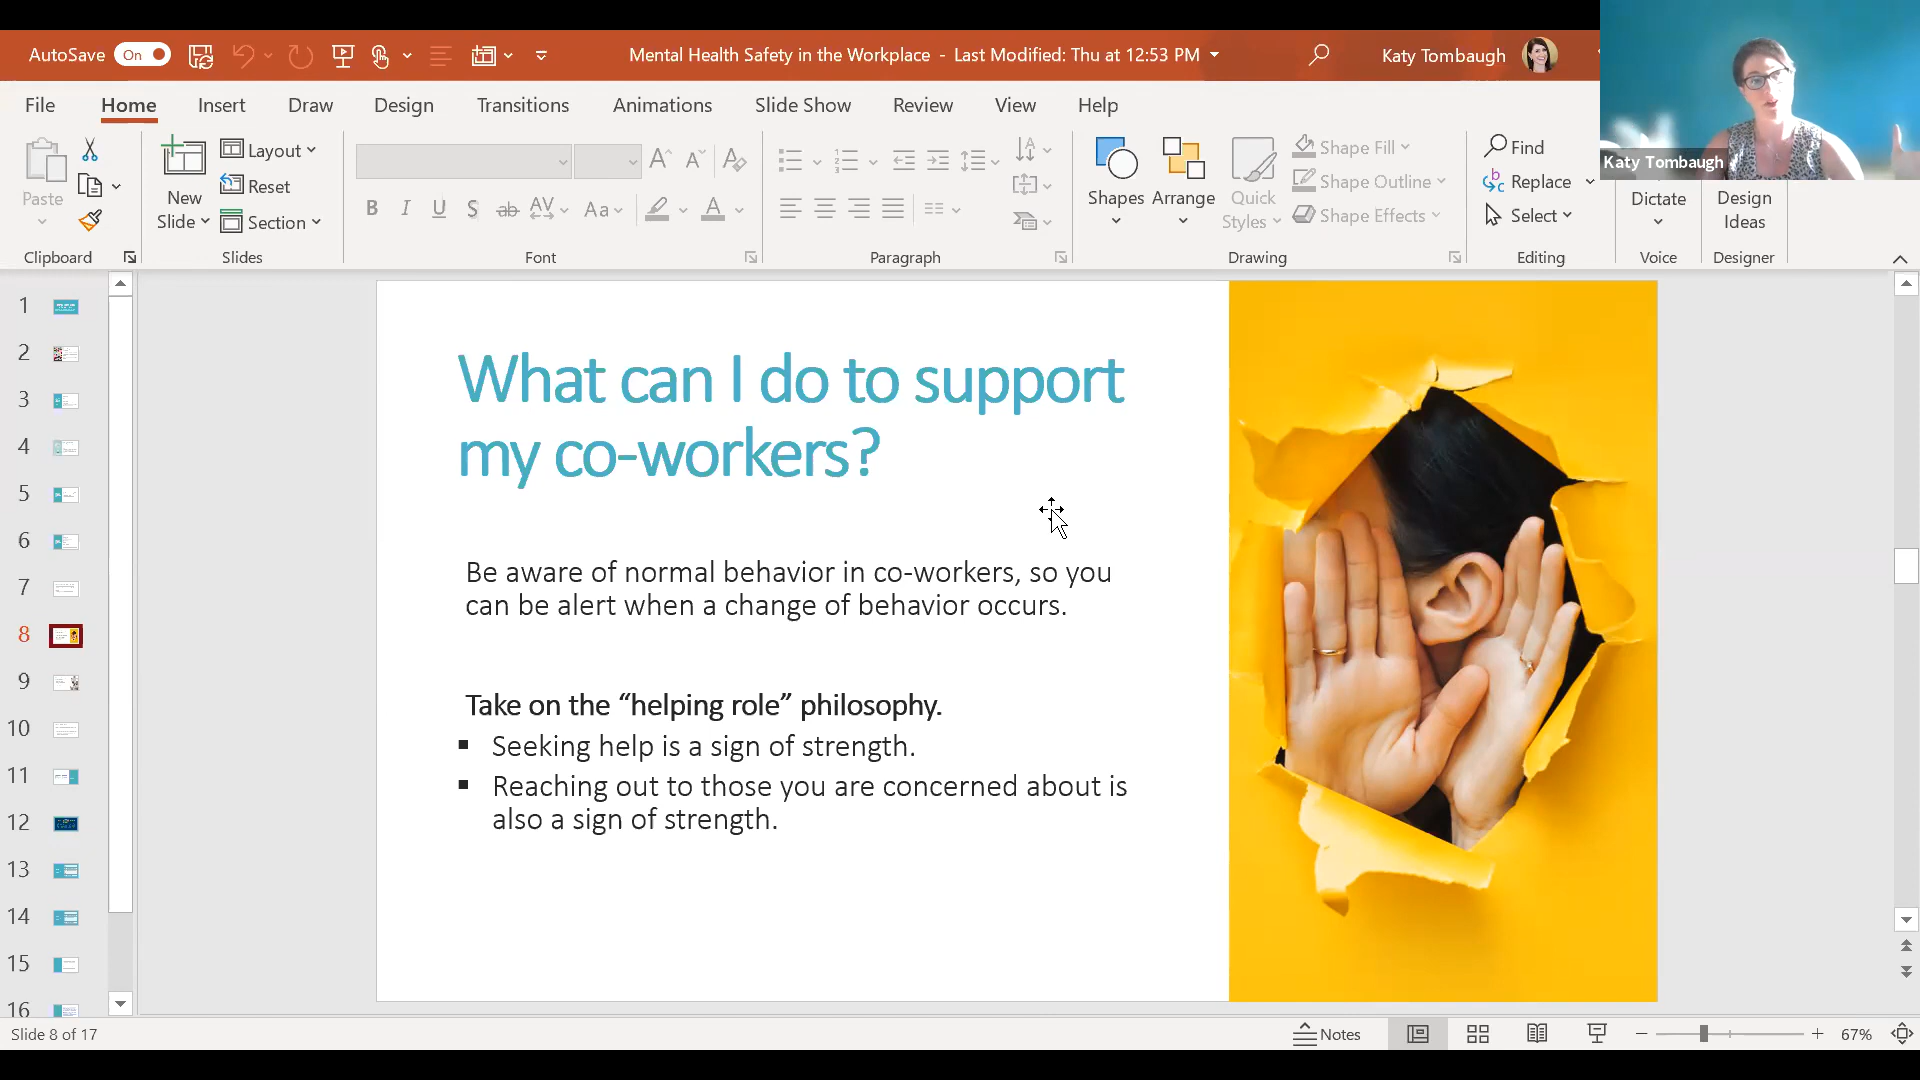 AutoSave On
Mental Health Safety in the Workplace - Last Modified: Thu at 12:53 PM
Katy Tombaugh
File Home Insert Draw Design Transitions Animations Slide Show Review View Help
Katy Tombaugh
Paste
Clipboard
New
Slide
Layout
Reset
Section
Slides
B I U S ab AV Aa A
Font
Paragraph
Shapes
Arrange
Quick
Styles
Shape Fill
Shape Outline
Shape Effects
Drawing
Find
Replace
Select
Editing
Dictate
Voice
Design
Ideas
Designer
1
2
3
4
5
6
7
8
9
10
11
12
13
14
15
16
What can I do to support
my co-workers?
Be aware of normal behavior in co-workers, so you
can be alert when a change of behavior occurs.
Take on the “helping role” philosophy.
▪ Seeking help is a sign of strength.
▪ Reaching out to those you are concerned about is
also a sign of strength.
Slide 8 of 17
Notes
67%